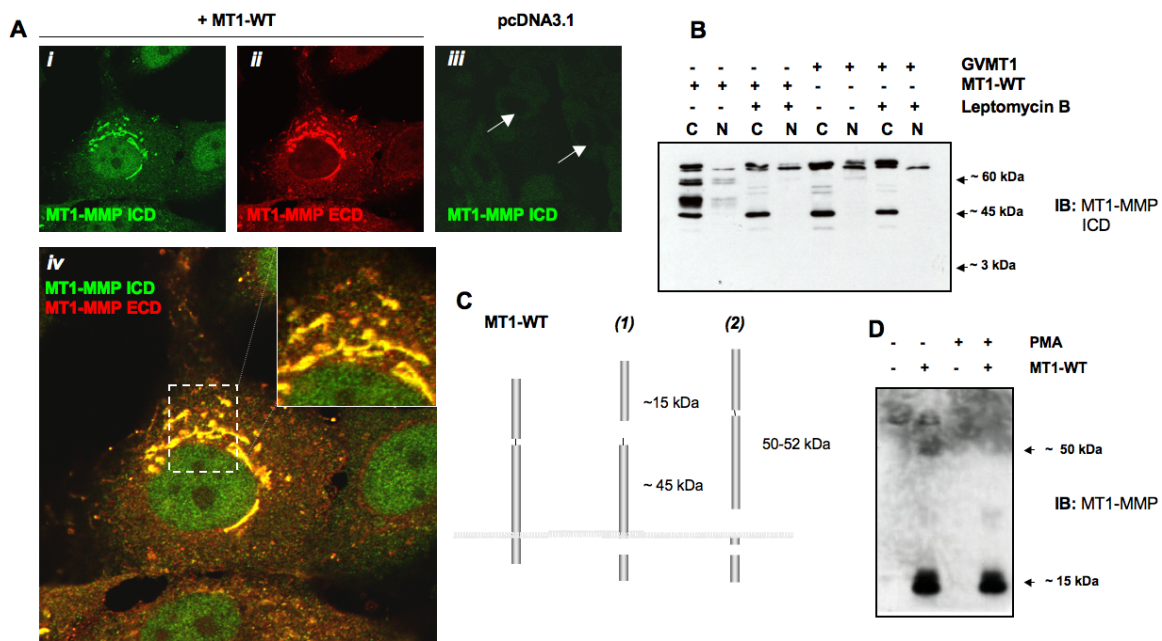 A
+ MT1-WT
pcDNA3.1
i
ii
iii
MT1-MMP ICD
MT1-MMP ECD
MT1-MMP ICD
iv
MT1-MMP ICD
MT1-MMP ECD
B
- - - - + + + + GVMT1
+ + + + - - - - MT1-WT
- - + + - - + + Leptomycin B
C N C N C N C N
~ 60 kDa
~ 45 kDa
~ 3 kDa
IB: MT1-MMP
ICD
C
MT1-WT
(1)
(2)
~15 kDa
50-52 kDa
~ 45 kDa
D
- - + + PMA
- + - + MT1-WT
~ 50 kDa
IB: MT1-MMP
~ 15 kDa